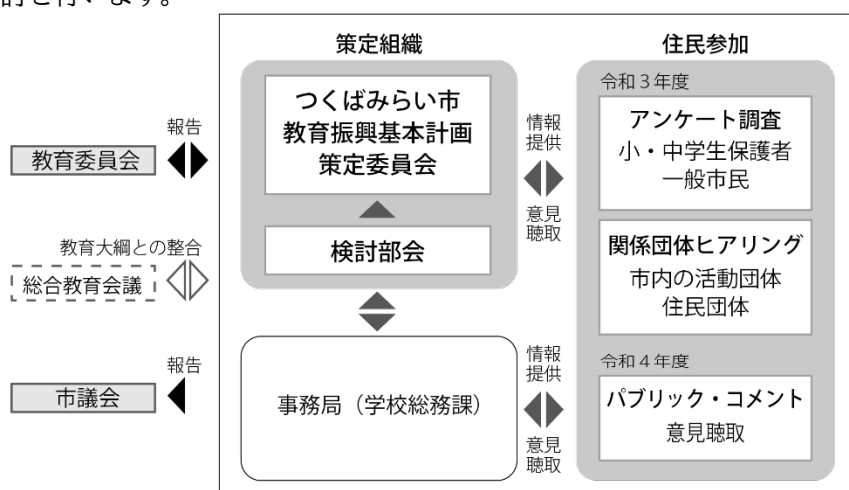 討を行います。
策定組織
つくばみらい市
教育振興基本計画
策定委員会
検討部会
事務局（学校総務課）
報告
教育委員会
教育大綱との整合
総合教育会議
報告
市議会
情報
提供
意見
聴取
情報
提供
意見
聴取
住民参加
令和３年度
アンケート調査
小・中学生保護者
一般市民
関係団体ヒアリング
市内の活動団体
住民団体
令和４年度
パブリック・コメント
意見聴取